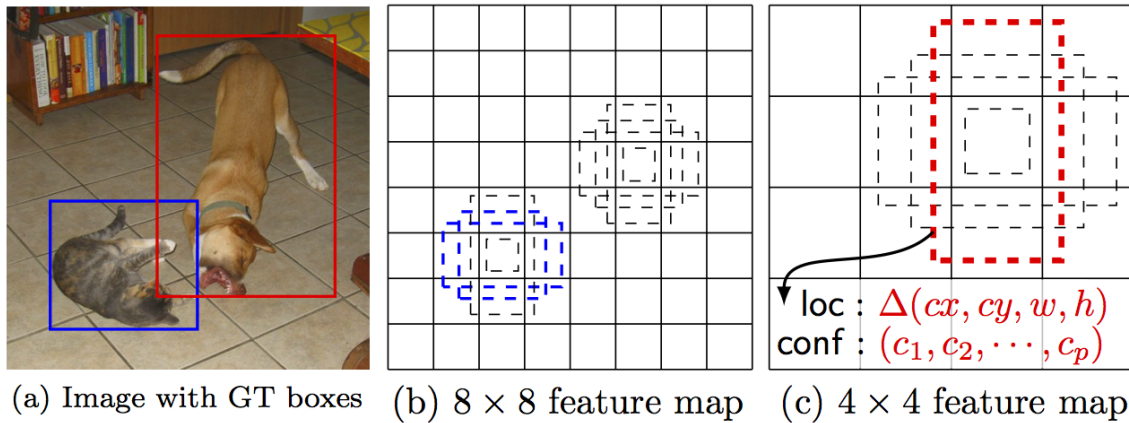 loc : Δ(cx, cy, w, h)
conf : (c₁, c₂, ⋯, cₚ)
(a) Image with GT boxes
(b) 8 × 8 feature map
(c) 4 × 4 feature map